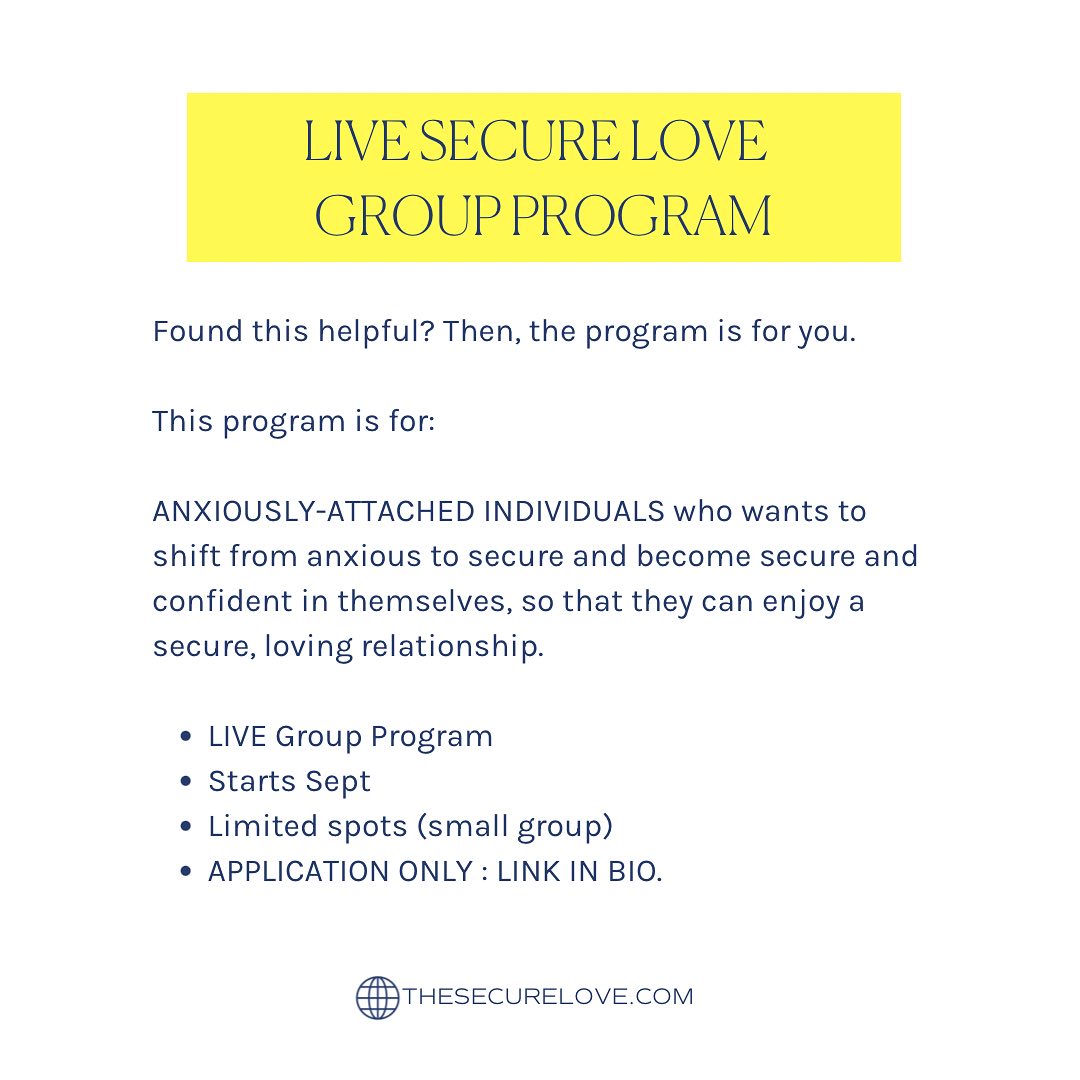 LIVE SECURE LOVE
GROUP PROGRAM
Found this helpful? Then, the program is for you.
This program is for:
ANXIOUSLY-ATTACHED INDIVIDUALS who wants to
shift from anxious to secure and become secure and
confident in themselves, so that they can enjoy a
secure, loving relationship.
• LIVE Group Program
• Starts Sept
• Limited spots (small group)
• APPLICATION ONLY : LINK IN BIO.
THESECURELOVE.COM